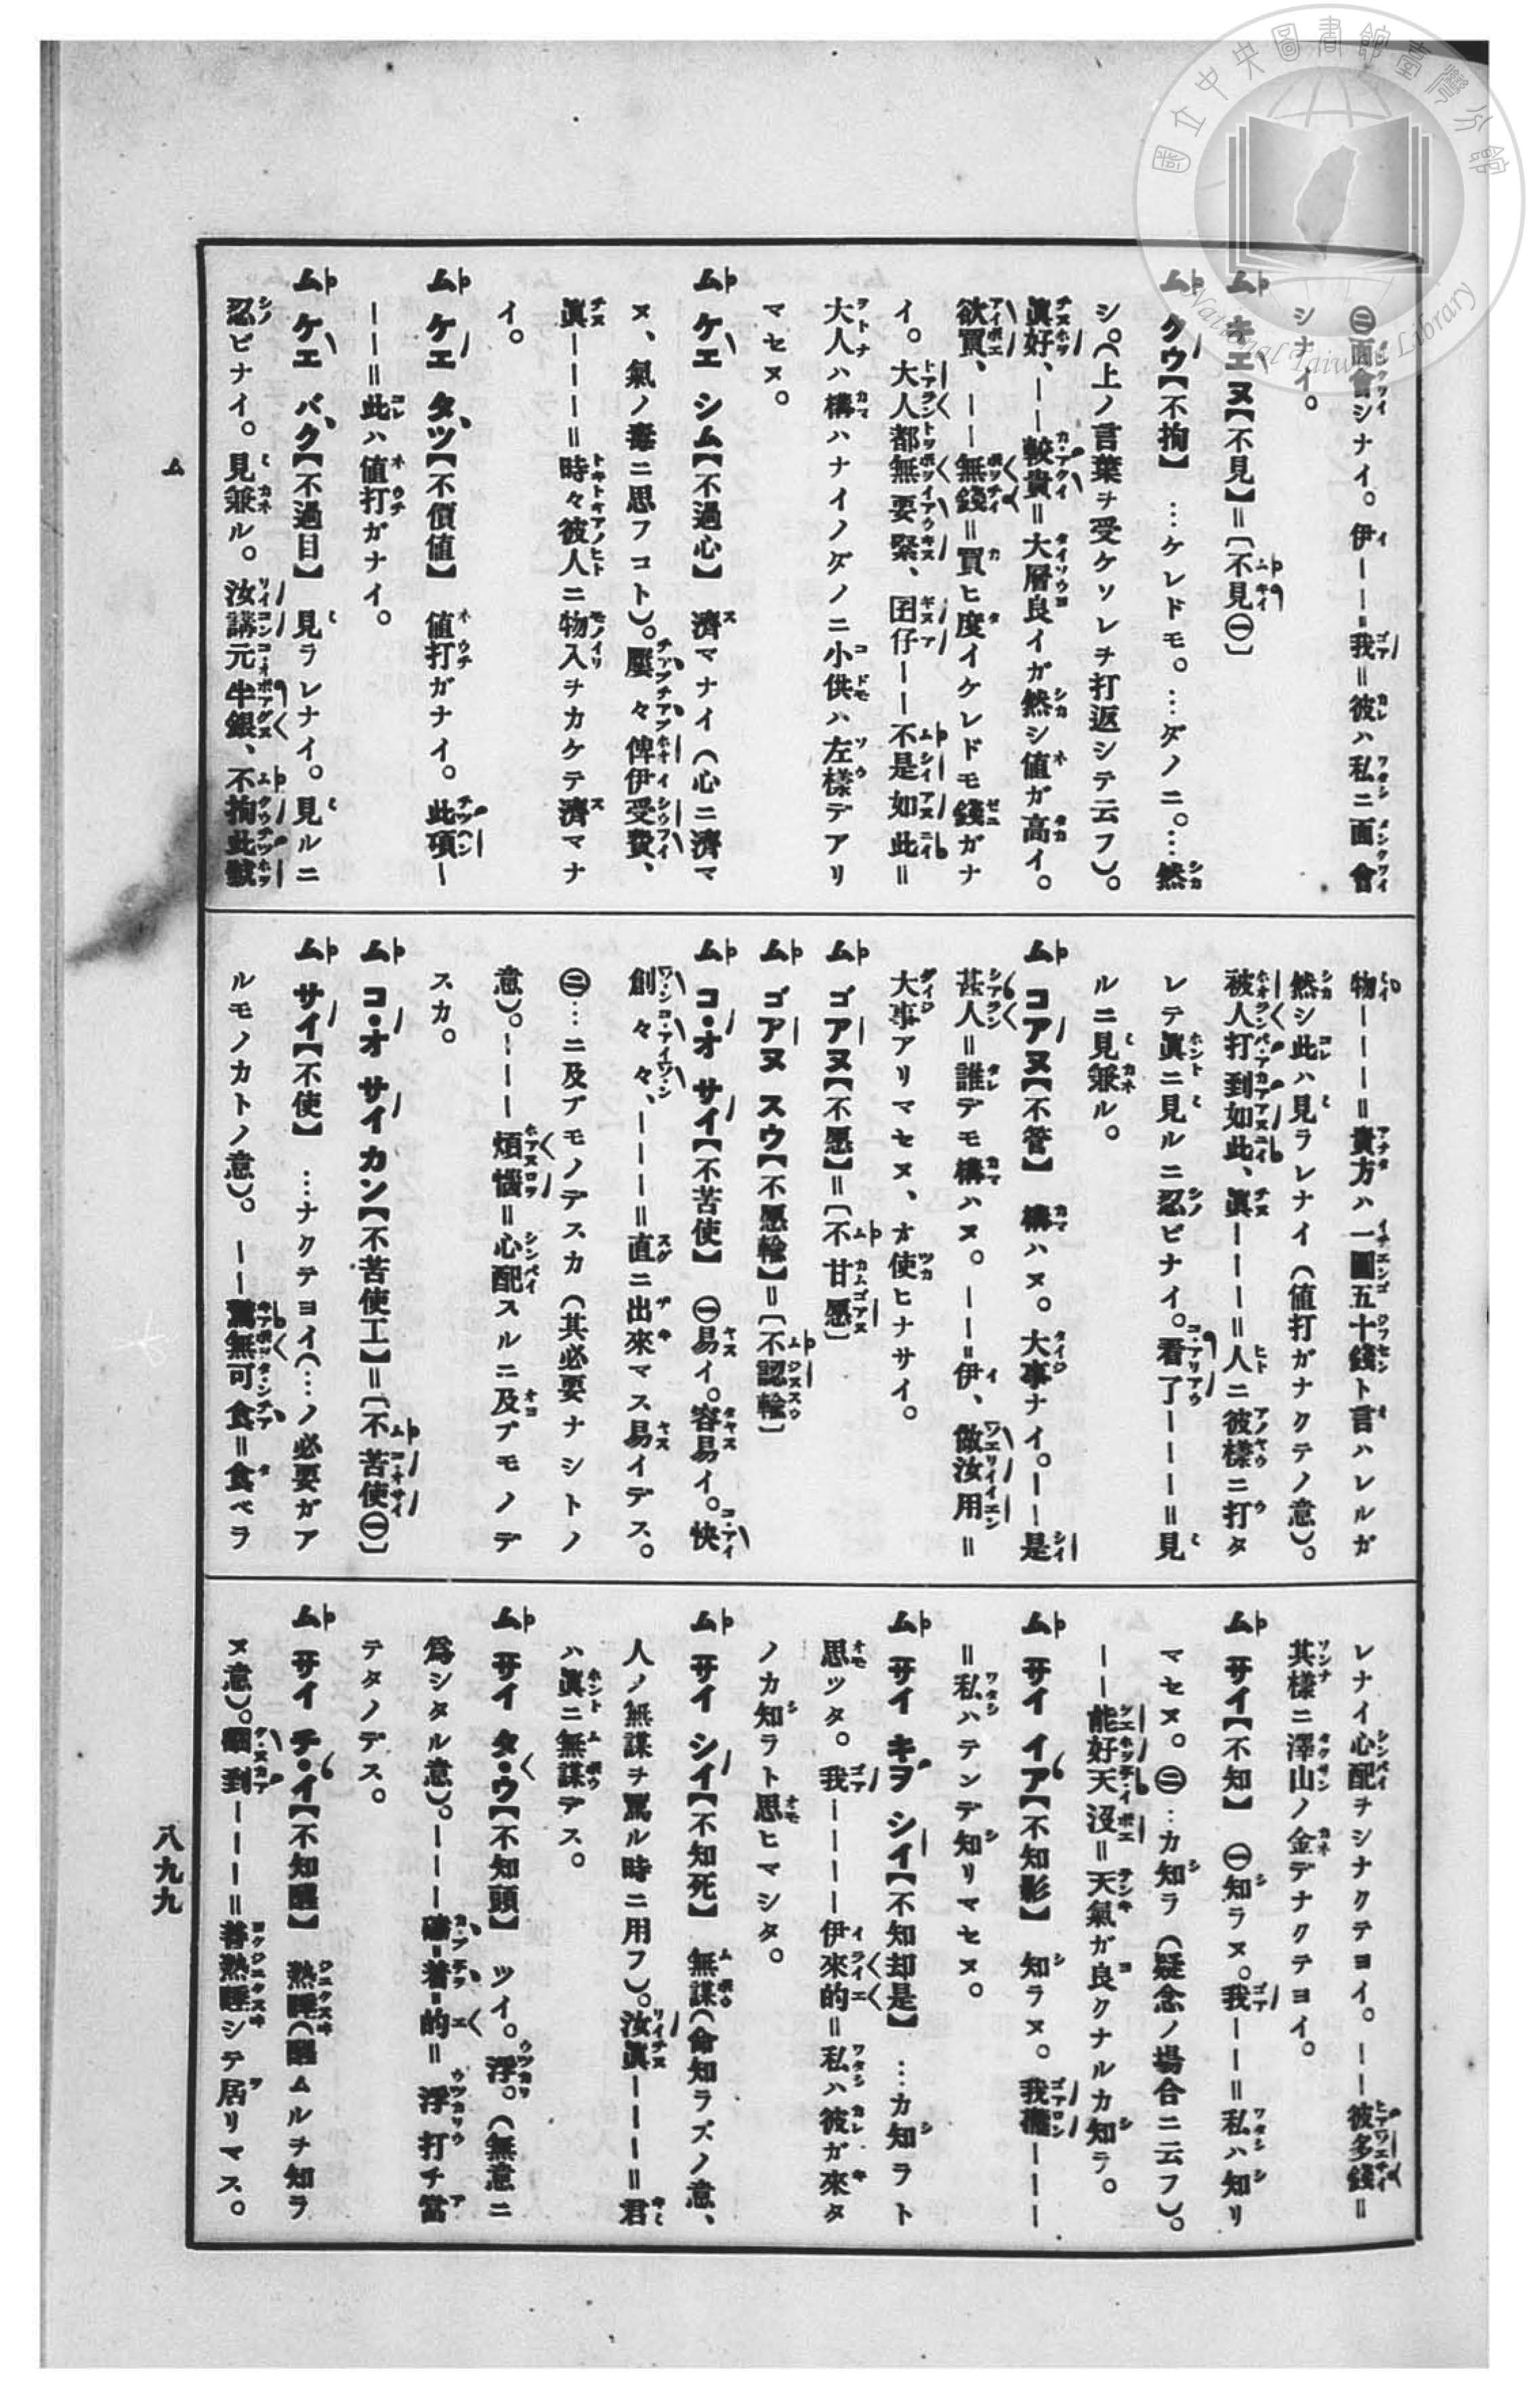 國立中央圖書館臺灣分館
National Taiwan Library
㊁面會シナイ。伊ーーー我＝彼ハ私ニ面會
シナイ。
ム キエ ヌ【不見】＝〔不見㊀〕
ム クウ【不拘】 …ケレドモ。…ダノニ。…然
シ。（上ノ言葉ヲ受ケソレヲ打返シテ云フ）。
眞好、ーー較貴＝大層良イガ然シ値ガ高イ。
欲買、ーー無錢＝買ヒ度イケレドモ錢ガナ
イ。大人都無要緊、囝仔ーー不是如此＝
大人ハ構ハナイノダノニ小供ハ左樣デアリ
マセヌ。
ム ケエ シム【不過心】 濟マナイ（心ニ濟マ
ヌ、氣ノ毒ニ思フコト）。屢々俾伊受費、
眞ーーー＝時々彼人ニ物入ヲカケテ濟マナ
イ。
ム ケエ タツ【不價値】 値打ガナイ。此項ー
ーー＝此ハ値打ガナイ。
ム ケエ バク【不過目】 見ラレナイ。見ルニ
忍ビナイ。見兼ル。汝講元半銀、不拘此號
物ーーー＝貴方ハ一圓五十錢ト言ハレルガ
然シ此ハ見ラレナイ（値打ガナクテノ意）。
被人打到如此、眞ーーー＝人ニ彼樣ニ打タ
レテ眞ニ見ルニ忍ビナイ。看了ーーー＝見
ルニ見兼ル。
ム コアヌ【不管】 構ハヌ。大事ナイ。ーー是
甚人＝誰デモ構ハヌ。ーー＝伊、做汝用＝
大事アリマセヌ、オ使ヒナサイ。
ム ゴアヌ【不愿】＝〔不甘愿〕
ム ゴアヌ スウ【不愿輸】＝〔不認輸〕
ム コ・オ サイ【不苦使】 ㊀易イ。容易イ。快
創々々、ーーー＝直ニ出來マス易イデス。
㊁…ニ及ブモノデスカ（其必要ナシトノ
意）。ーーー煩惱＝心配スルニ及ブモノデ
スカ。
ム コ・オ サイ カン【不苦使工】＝〔不苦使㊀〕
ム サイ【不使】 …ナクテヨイ（…ノ必要ガア
ルモノカトノ意）。ーー驚無可食＝食ベラ
レナイ心配ヲシナクテヨイ。ーー彼多錢＝
其樣ニ澤山ノ金デナクテヨイ。
ム サイ【不知】 ㊀知ラヌ。我ーー＝私ハ知リ
マセヌ。㊁…カ知ラ（疑念ノ場合ニ云フ）。
ーー能好天沒＝天氣ガ良クナルカ知ラ。
ム サイ イア【不知影】 知ラヌ。我攏ーーー
＝私ハテンデ知リマセヌ。
ム サイ キヲ シイ【不知却是】 …カ知ラト
思ツタ。我ーーーー伊來的＝私ハ彼ガ來タ
ノカ知ラト思ヒマシタ。
ム サイ シイ【不知死】 無謀（命知ラズノ意、
人ノ無謀ヲ罵ル時ニ用フ）。汝眞ーーー＝君
ハ眞ニ無謀デス。
ム サイ タ・ウ【不知頭】 ツイ。浮。（無意ニ
爲シタル意）。ーーー磕着的＝浮打チ當
テタノデス。
ム サイ チ・イ【不知醒】 熟睡（醒ムルヲ知ラ
ヌ意）。到ーーー＝善熟睡シテ居リマス。
ム
八九九